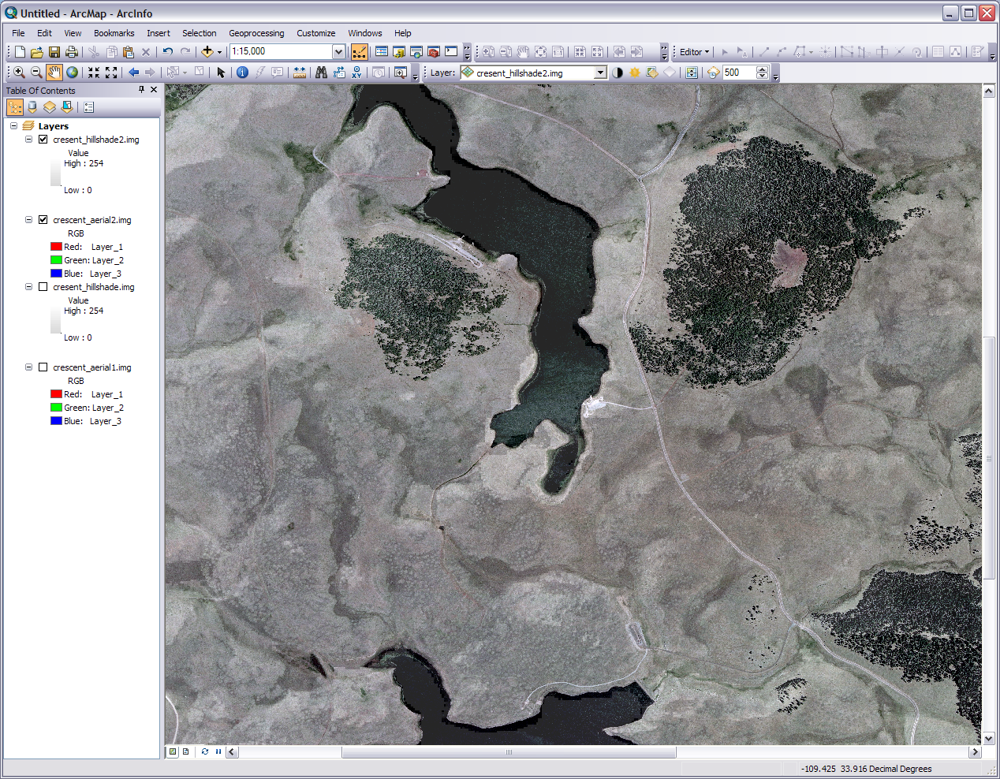 Untitled - ArcMap - ArcInfo
File Edit View Bookmarks Insert Selection Geoprocessing Customize Windows Help
1:15,000
Editor
Layer: cresent_hillshade2.img
500
Table Of Contents
Layers
cresent_hillshade2.img
Value
High : 254
Low : 0
crescent_aerial2.img
RGB
Red: Layer_1
Green: Layer_2
Blue: Layer_3
cresent_hillshade.img
Value
High : 254
Low : 0
crescent_aerial1.img
RGB
Red: Layer_1
Green: Layer_2
Blue: Layer_3
-109.425 33.916 Decimal Degrees